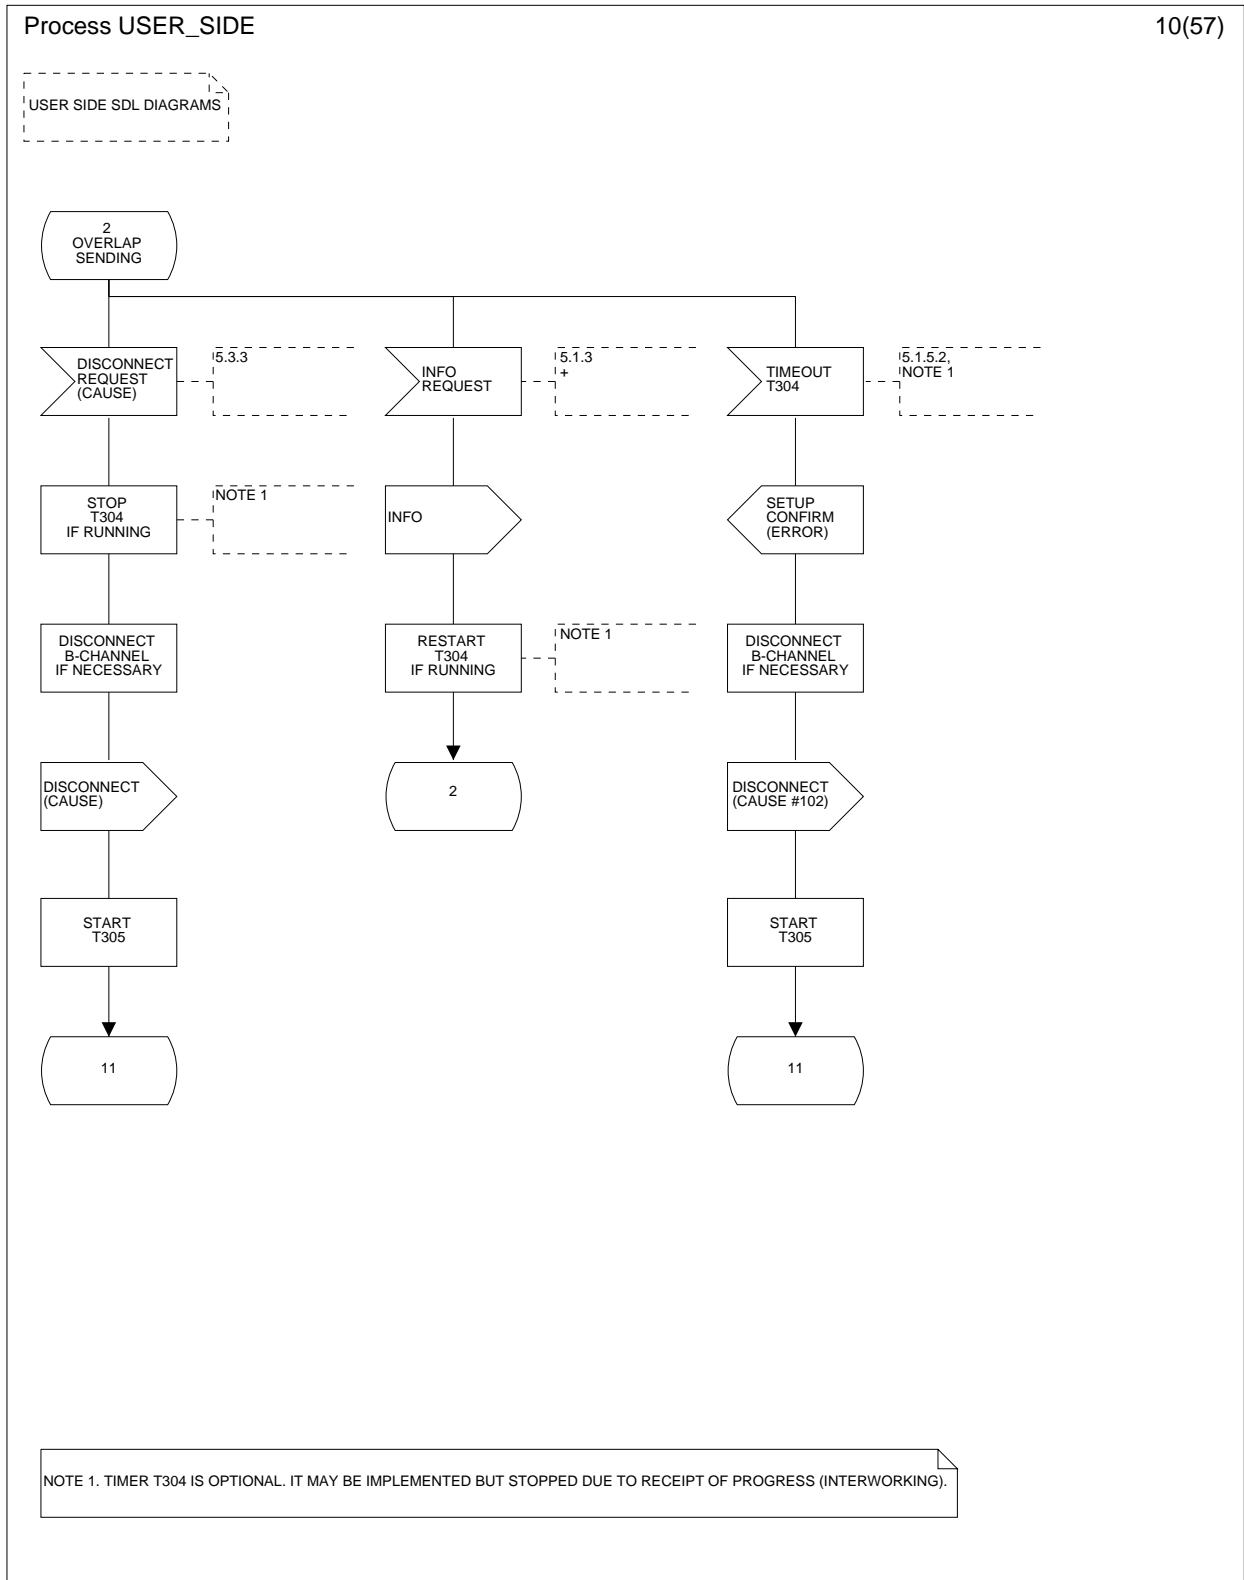 Process USER_SIDE
10(57)
USER SIDE SDL DIAGRAMS
2
OVERLAP
SENDING
DISCONNECT
REQUEST
(CAUSE)
5.3.3
INFO
REQUEST
5.1.3
+
TIMEOUT
T304
5.1.5.2,
NOTE 1
STOP
T304
IF RUNNING
NOTE 1
INFO
SETUP
CONFIRM
(ERROR)
DISCONNECT
B-CHANNEL
IF NECESSARY
RESTART
T304
IF RUNNING
NOTE 1
DISCONNECT
B-CHANNEL
IF NECESSARY
DISCONNECT
(CAUSE)
2
DISCONNECT
(CAUSE #102)
START
T305
START
T305
11
11
NOTE 1. TIMER T304 IS OPTIONAL. IT MAY BE IMPLEMENTED BUT STOPPED DUE TO RECEIPT OF PROGRESS (INTERWORKING).